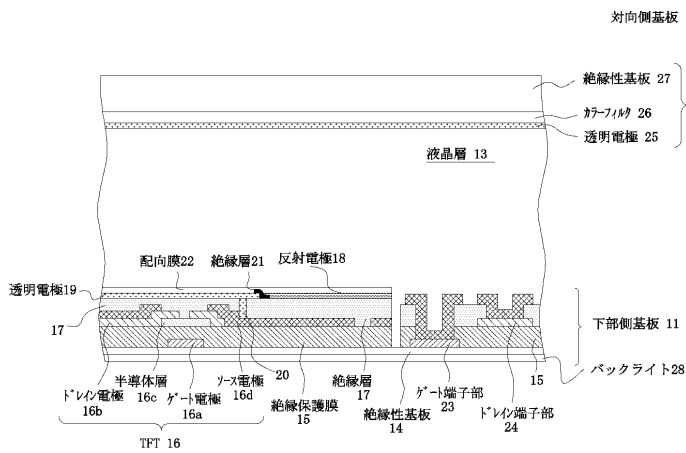 対向側基板
絶縁性基板 27
ｶﾗｰﾌｨﾙﾀ 26
透明電極 25
液晶層 13
配向膜22
絶縁層21
反射電極18
透明電極19
17
下部側基板 11
バックライト28
ﾄﾞﾚｲﾝ電極
16b
半導体層
16c
ｹﾞｰﾄ電極
16a
ｿｰｽ電極
16d
20
絶縁保護膜
15
絶縁層
17
絶縁性基板
14
ｹﾞｰﾄ端子部
23
ﾄﾞﾚｲﾝ端子部
24
15
TFT 16